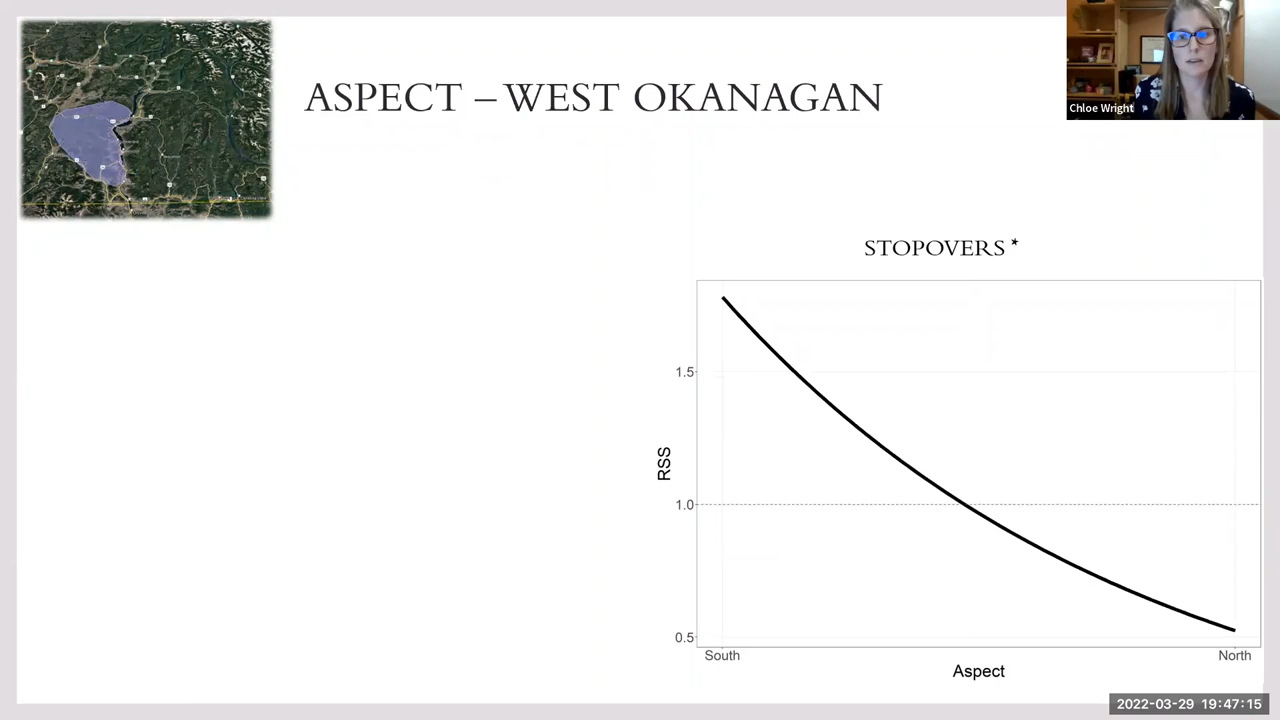 ASPECT – WEST OKANAGAN
Chloe Wright
STOPOVERS *
1.5
RSS
1.0
0.5
South
North
Aspect
2022-03-29 19:47:15